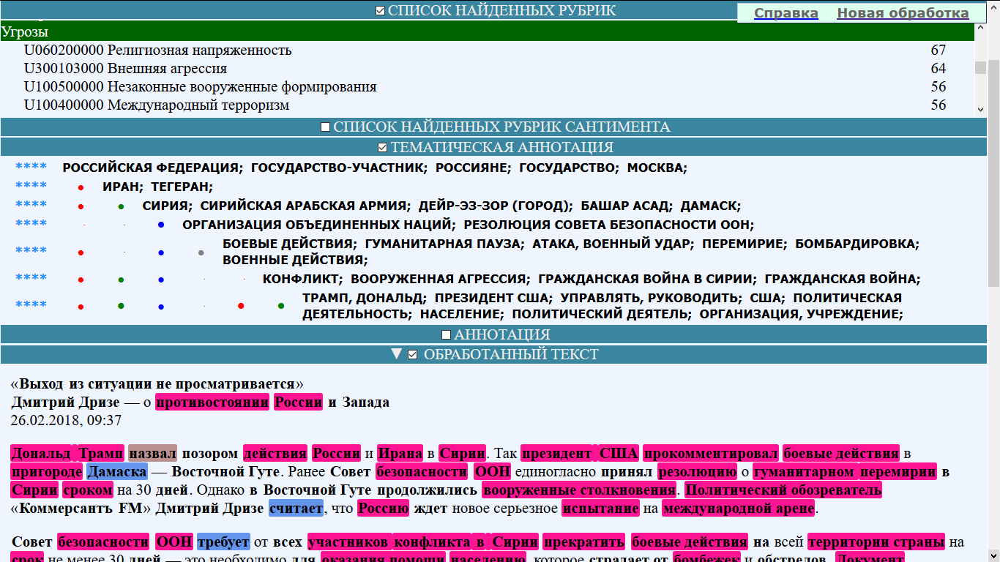 СПИСОК НАЙДЕННЫХ РУБРИК
Справка Новая обработка
Угрозы
U060200000 Религиозная напряженность 67
U300103000 Внешняя агрессия 64
U100500000 Незаконные вооруженные формирования 56
U100400000 Международный терроризм 56
СПИСОК НАЙДЕННЫХ РУБРИК САНТИМЕНТА
ТЕМАТИЧЕСКАЯ АННОТАЦИЯ
**** РОССИЙСКАЯ ФЕДЕРАЦИЯ; ГОСУДАРСТВО-УЧАСТНИК; РОССИЯНЕ; ГОСУДАРСТВО; МОСКВА;
**** ИРАН; ТЕГЕРАН;
**** СИРИЯ; СИРИЙСКАЯ АРАБСКАЯ АРМИЯ; ДЕЙР-ЭЗ-ЗОР (ГОРОД); БАШАР АСАД; ДАМАСК;
**** ОРГАНИЗАЦИЯ ОБЪЕДИНЕННЫХ НАЦИЙ; РЕЗОЛЮЦИЯ СОВЕТА БЕЗОПАСНОСТИ ООН;
**** БОЕВЫЕ ДЕЙСТВИЯ; ГУМАНИТАРНАЯ ПАУЗА; АТАКА, ВОЕННЫЙ УДАР; ПЕРЕМИРИЕ; БОМБАРДИРОВКА;
ВОЕННЫЕ ДЕЙСТВИЯ;
**** КОНФЛИКТ; ВООРУЖЕННАЯ АГРЕССИЯ; ГРАЖДАНСКАЯ ВОЙНА В СИРИИ; ГРАЖДАНСКАЯ ВОЙНА;
**** ТРАМП, ДОНАЛЬД; ПРЕЗИДЕНТ США; УПРАВЛЯТЬ, РУКОВОДИТЬ; США; ПОЛИТИЧЕСКАЯ
ДЕЯТЕЛЬНОСТЬ; НАСЕЛЕНИЕ; ПОЛИТИЧЕСКИЙ ДЕЯТЕЛЬ; ОРГАНИЗАЦИЯ, УЧРЕЖДЕНИЕ;
АННОТАЦИЯ
ОБРАБОТАННЫЙ ТЕКСТ
«Выход из ситуации не просматривается»
Дмитрий Дризе — о противостоянии России и Запада
26.02.2018, 09:37
Дональд Трамп назвал позором действия России и Ирана в Сирии. Так президент США прокомментировал боевые действия в
пригороде Дамаска — Восточной Гуте. Ранее Совет безопасности ООН единогласно принял резолюцию о гуманитарном перемирии в
Сирии сроком на 30 дней. Однако в Восточной Гуте продолжились вооруженные столкновения. Политический обозреватель
«Коммерсантъ FM» Дмитрий Дризе считает, что Россию ждет новое серьезное испытание на международной арене.
Совет безопасности ООН требует от всех участников конфликта в Сирии прекратить боевые действия на всей территории страны на
срок не менее 30 дней — это необходимо для оказания помощи населению, которое страдает от бомбежек и обстрелов. Документ